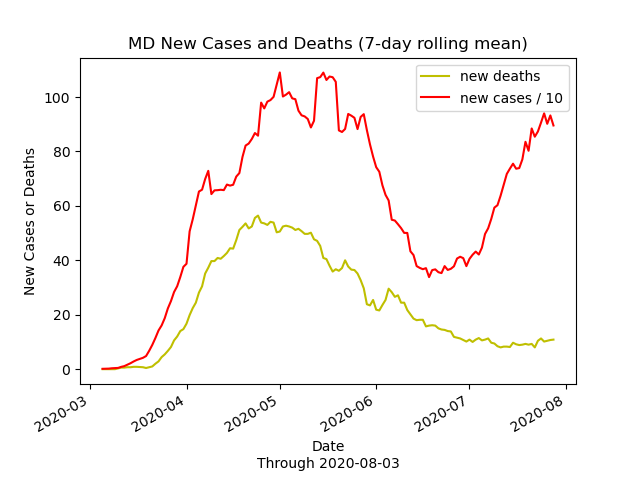 MD New Cases and Deaths (7-day rolling mean)
new deaths
new cases / 10
New Cases or Deaths
100
80
60
40
20
0
2020-03
2020-04
2020-05
2020-06
2020-07
2020-08
Date
Through 2020-08-03